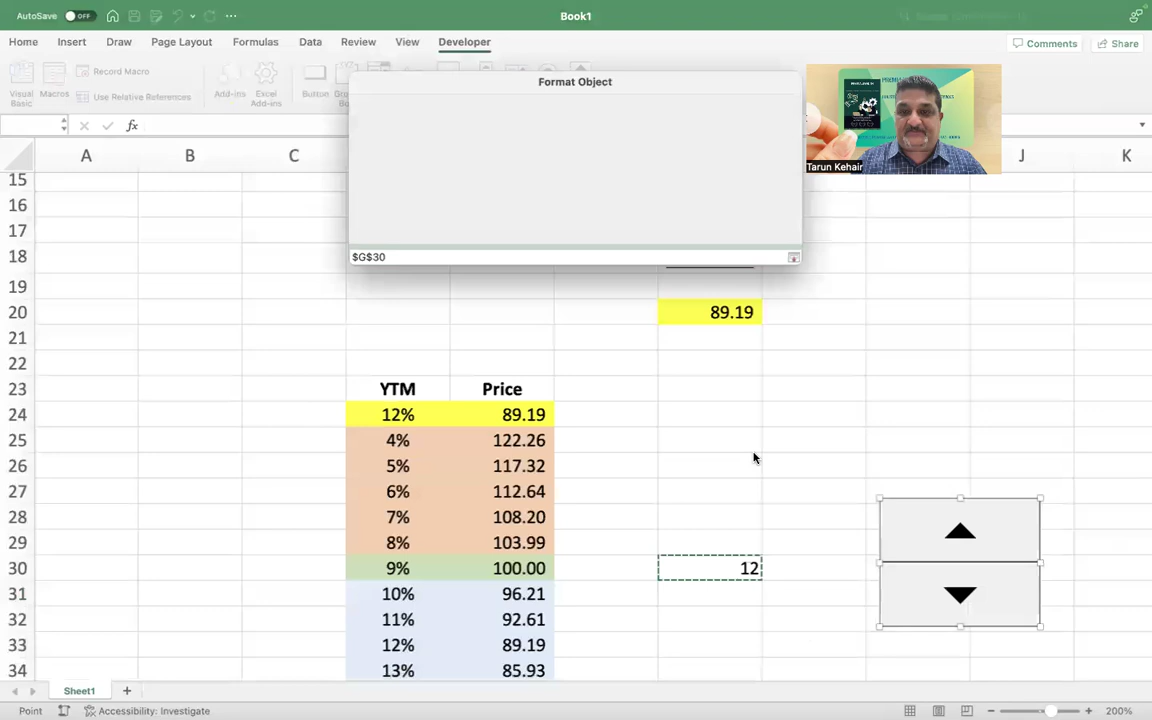 AutoSave OFF
Book1
Home Insert Draw Page Layout Formulas Data Review View Developer
Comments Share
Visual Basic
Macros
Record Macro
Use Relative References
Add-ins
Excel Add-ins
Button
Format Object
$G$30
fx
Tarun Kehair
A B C J K
15
16
17
18
19
20 89.19
21
22
23 YTM Price
24 12% 89.19
25 4% 122.26
26 5% 117.32
27 6% 112.64
28 7% 108.20
29 8% 103.99
30 9% 100.00 12
31 10% 96.21
32 11% 92.61
33 12% 89.19
34 13% 85.93
Sheet1
Point Accessibility: Investigate 200%